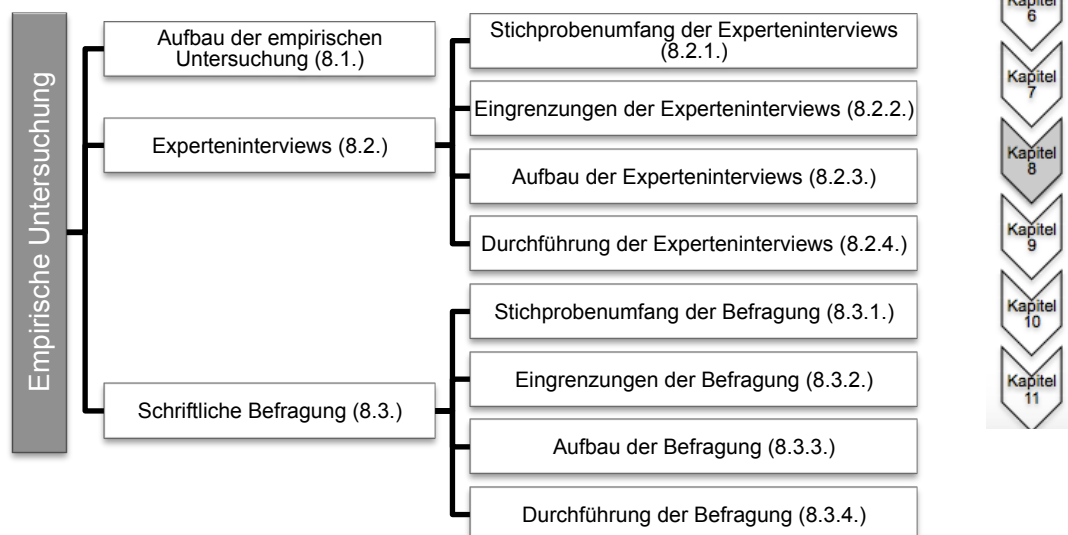 Empirische Untersuchung
Aufbau der empirischen
Untersuchung (8.1.)
Experteninterviews (8.2.)
Stichprobenumfang der Experteninterviews
(8.2.1.)
Eingrenzungen der Experteninterviews (8.2.2.)
Aufbau der Experteninterviews (8.2.3.)
Durchführung der Experteninterviews (8.2.4.)
Schriftliche Befragung (8.3.)
Stichprobenumfang der Befragung (8.3.1.)
Eingrenzungen der Befragung (8.3.2.)
Aufbau der Befragung (8.3.3.)
Durchführung der Befragung (8.3.4.)
Kapitel
6
Kapitel
7
Kapitel
8
Kapitel
9
Kapitel
10
Kapitel
11